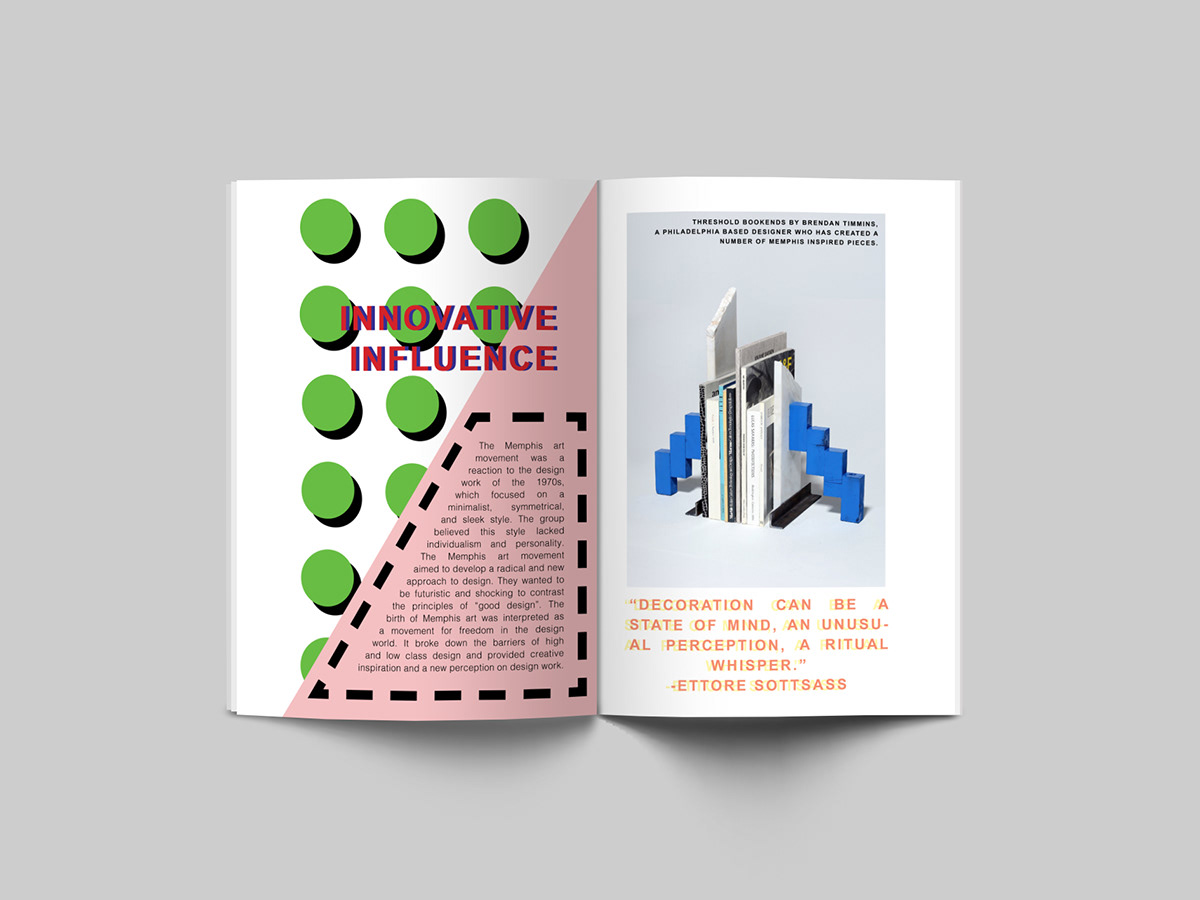 INNOVATIVE
INFLUENCE
The Memphis art
movement was a
reaction to the design
work of the 1970s,
which focused on a
minimalist, symmetrical,
and sleek style. The group
believed this style lacked
individualism and personality.
The Memphis art movement
aimed to develop a radical and new
approach to design. They wanted to
be futuristic and shocking to contrast
the principles of “good design”. The
birth of Memphis art was interpreted as
a movement for freedom in the design
world. It broke down the barriers of high
and low class design and provided creative
inspiration and a new perception on design work.
THRESHOLD BOOKENDS BY BRENDAN TIMMINS,
A PHILADELPHIA BASED DESIGNER WHO HAS CREATED A
NUMBER OF MEMPHIS INSPIRED PIECES.
“DECORATION CAN BE A
STATE OF MIND, AN UNUSU-
AL PERCEPTION, A RITUAL
WHISPER.”
-ETTORE SOTTSASS